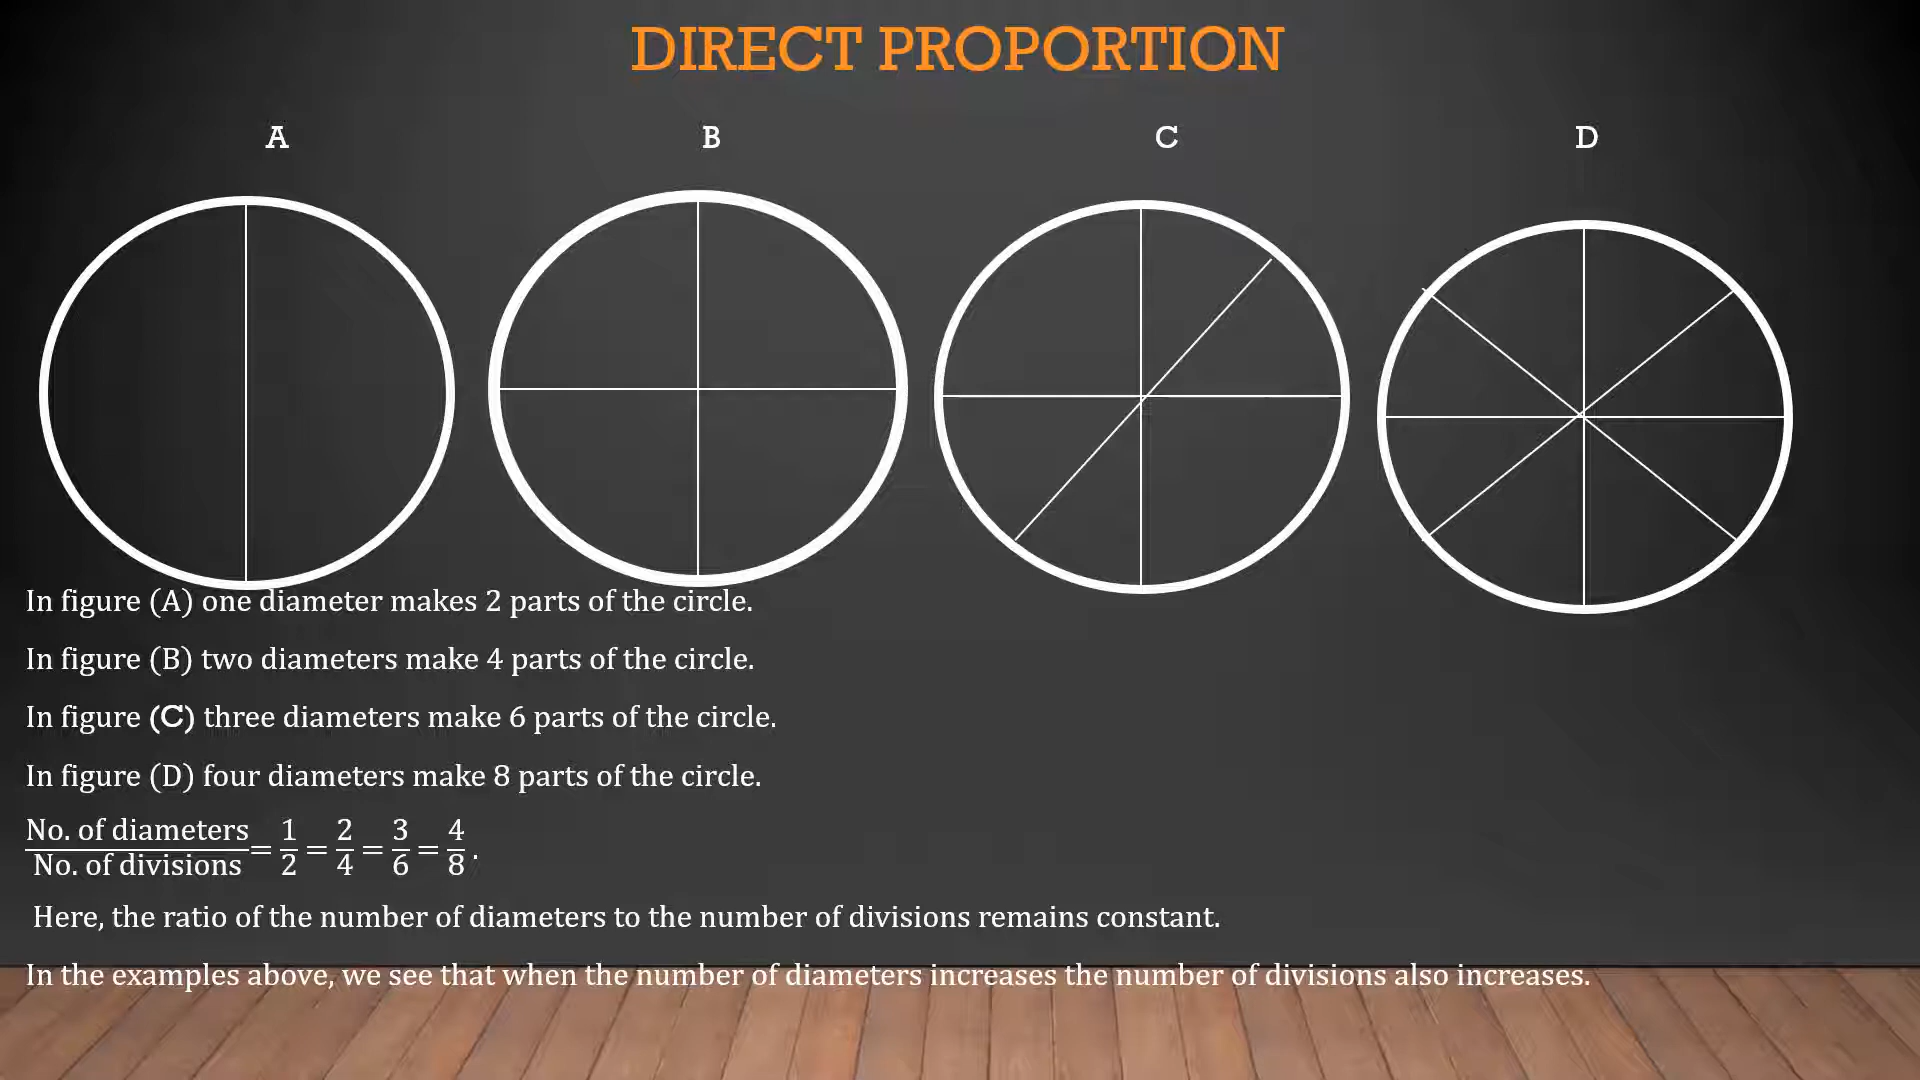 DIRECT PROPORTION
A B C D
In figure (A) one diameter makes 2 parts of the circle.
In figure (B) two diameters make 4 parts of the circle.
In figure (C) three diameters make 6 parts of the circle.
In figure (D) four diameters make 8 parts of the circle.
No. of diameters/No. of divisions = 1/2 = 2/4 = 3/6 = 4/8 .
Here, the ratio of the number of diameters to the number of divisions remains constant.
In the examples above, we see that when the number of diameters increases the number of divisions also increases.